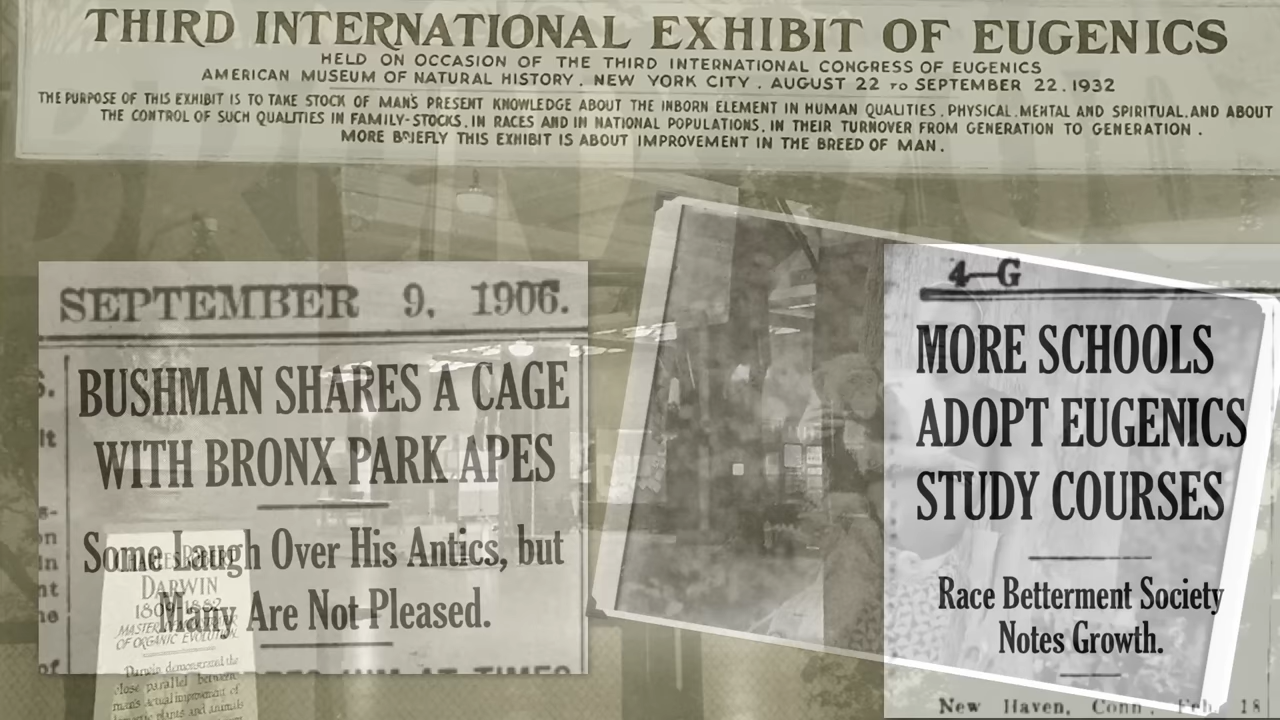 THIRD INTERNATIONAL EXHIBIT OF EUGENICS
HELD ON OCCASION OF THE THIRD INTERNATIONAL CONGRESS OF EUGENICS
AMERICAN MUSEUM OF NATURAL HISTORY. NEW YORK CITY. AUGUST 22 TO SEPTEMBER 22.1932
THE PURPOSE OF THIS EXHIBIT IS TO TAKE STOCK OF MAN'S PRESENT KNOWLEDGE ABOUT THE INBORN ELEMENT IN HUMAN QUALITIES, PHYSICAL, MENTAL AND SPIRITUAL, AND ABOUT
THE CONTROL OF SUCH QUALITIES IN FAMILY-STOCKS, IN RACES AND IN NATIONAL POPULATIONS, IN THEIR TURNOVER FROM GENERATION TO GENERATION.
MORE BRIEFLY THIS EXHIBIT IS ABOUT IMPROVEMENT IN THE BREED OF MAN.
SEPTEMBER 9, 1906.
BUSHMAN SHARES A CAGE
WITH BRONX PARK APES
Some Laugh Over His Antics, but
Many Are Not Pleased.
AT TIMES
DARWIN
1809-1882
MASTER
OF ORGANIC EVOLUTION.
Darwin demonstrated the
close parallel between
man's actual improvement of
plants and animals
4—G
MORE SCHOOLS
ADOPT EUGENICS
STUDY COURSES
Race Betterment Society
Notes Growth.
New Haven, Conn., Feb. 18